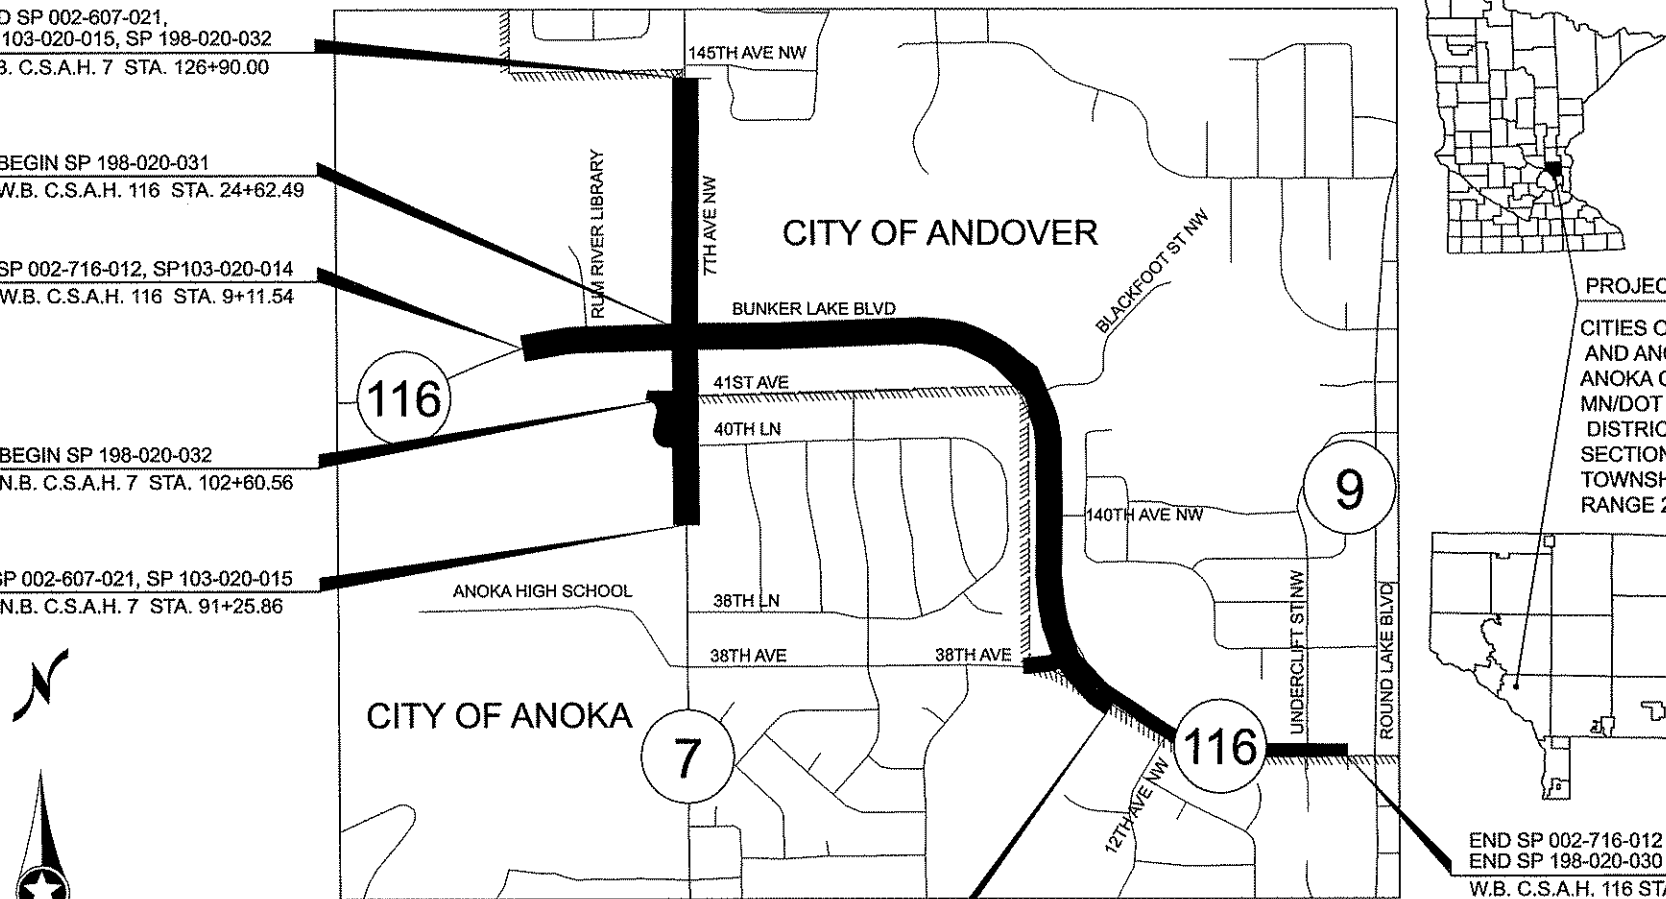 D SP 002-607-021,
103-020-015, SP 198-020-032
B. C.S.A.H. 7 STA. 126+90.00
BEGIN SP 198-020-031
W.B. C.S.A.H. 116 STA. 24+62.49
SP 002-716-012, SP103-020-014
W.B. C.S.A.H. 116 STA. 9+11.54
BEGIN SP 198-020-032
N.B. C.S.A.H. 7 STA. 102+60.56
SP 002-607-021, SP 103-020-015
N.B. C.S.A.H. 7 STA. 91+25.86
N
145TH AVE NW
RUM RIVER LIBRARY
7TH AVE NW
CITY OF ANDOVER
BLACKFOOT ST NW
BUNKER LAKE BLVD
116
41ST AVE
40TH LN
9
140TH AVE NW
ANOKA HIGH SCHOOL
38TH LN
38TH AVE
38TH AVE
UNDERCLIFT ST NW
ROUND LAKE BLVD
CITY OF ANOKA
7
116
12TH AVE NW
PROJEC
CITIES O
AND ANO
ANOKA C
MN/DOT
DISTRIC
SECTION
TOWNSH
RANGE 2
END SP 002-716-012
END SP 198-020-030
W.B. C.S.A.H. 116 STA